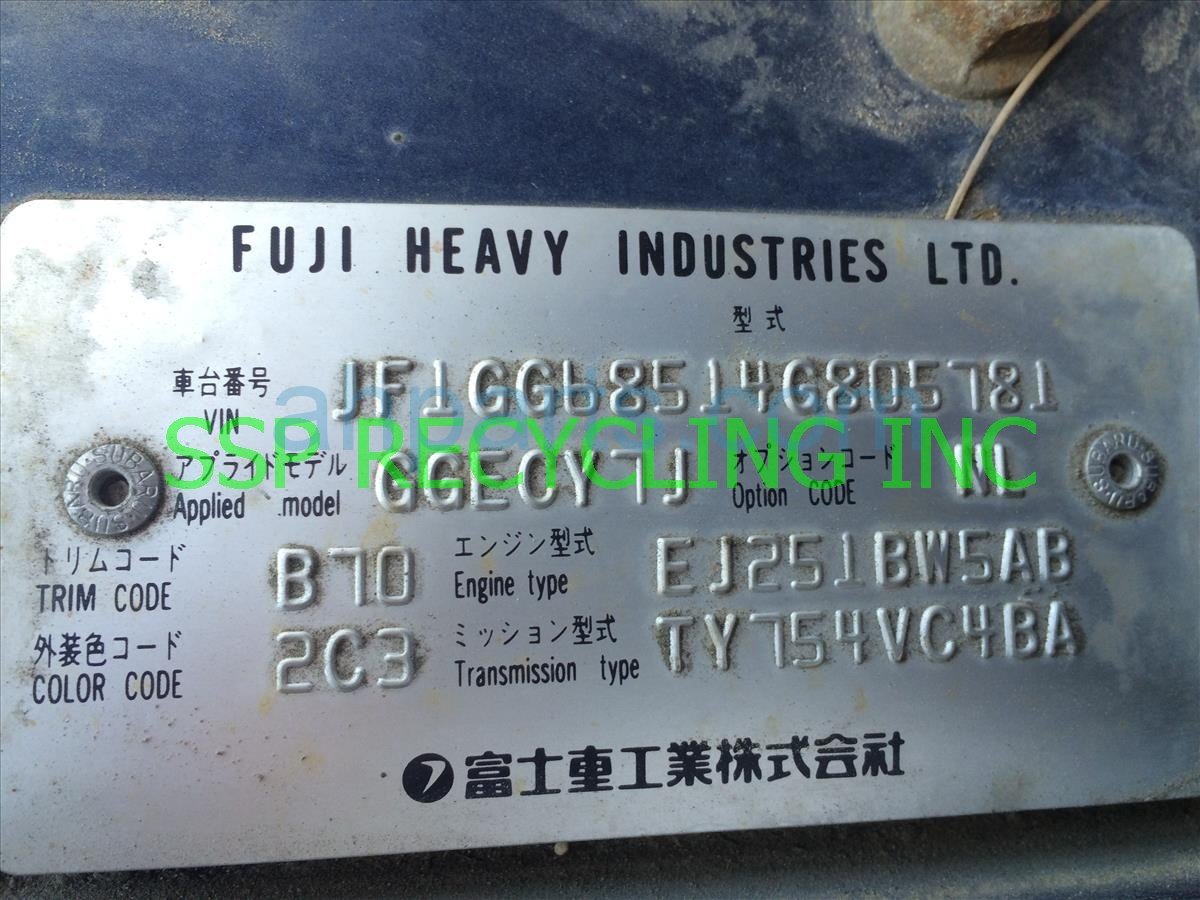 FUJI HEAVY INDUSTRIES LTD.
型式
車台番号 JF1GG68514G805781
VIN
ahparts.com
SSP RECYCLING INC
アプライドモデル GGECY7J オプションコード
Applied model Option CODE
トリムコード B70 エンジン型式 EJ251BW5AB
TRIM CODE Engine type
外装色コード 2C3 ミッション型式 TY754VC4BA
COLOR CODE Transmission type
富士重工業株式会社